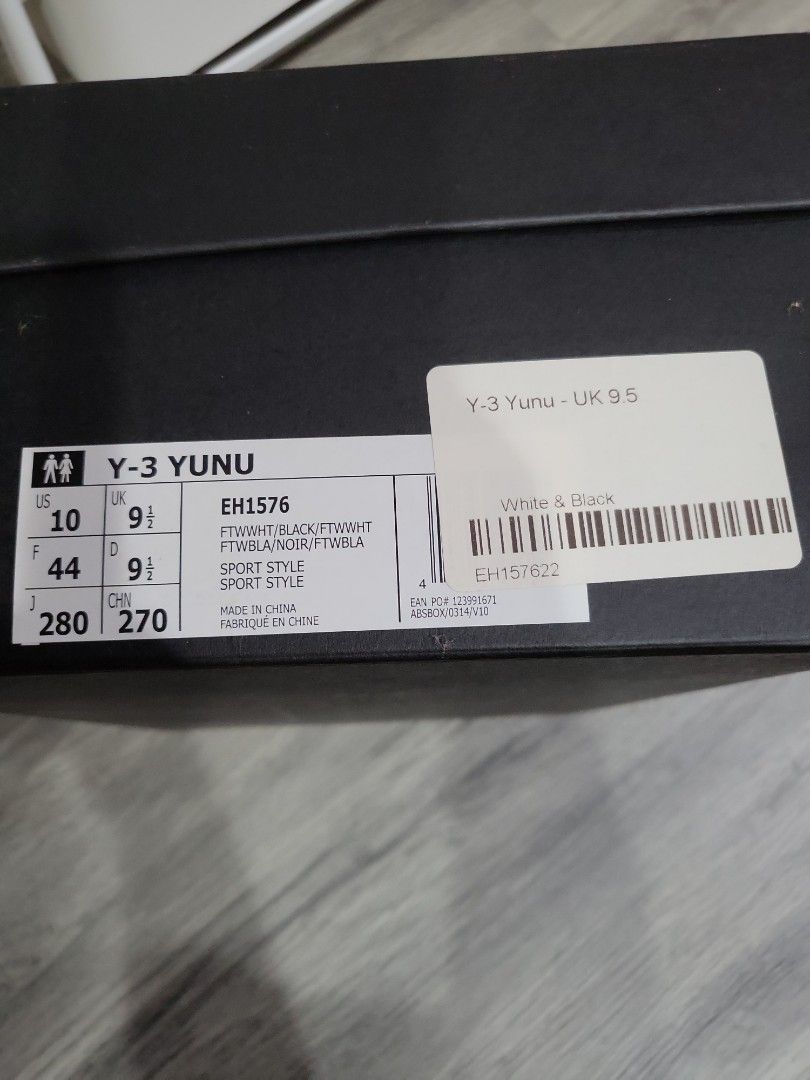 Y-3 Yunu - UK 9.5
White & Black
EH157622
Y-3 YUNU
US 10
UK 9 1/2
F 44
D 9 1/2
J 280
CHN 270
EH1576
FTWWHT/BLACK/FTWWHT
FTWBLA/NOIR/FTWBLA
SPORT STYLE
SPORT STYLE
MADE IN CHINA
FABRIQUÉ EN CHINE
4
EAN PO# 123991671
ABSBOX/0314/V10